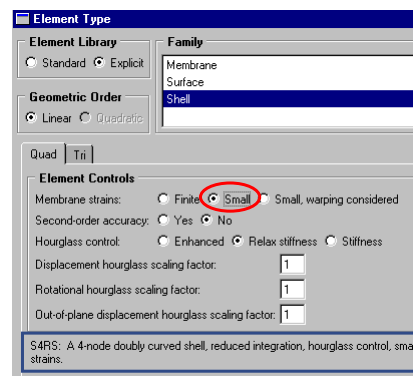 Element Type
Element Library
Standard Explicit
Family
Membrane
Surface
Shell
Geometric Order
Linear Quadratic
Quad Tri
Element Controls
Membrane strains: Finite Small Small, warping considered
Second-order accuracy: Yes No
Hourglass control: Enhanced Relax stiffness Stiffness
Displacement hourglass scaling factor: 1
Rotational hourglass scaling factor: 1
Out-of-plane displacement hourglass scaling factor: 1
S4RS: A 4-node doubly curved shell, reduced integration, hourglass control, sma
strains.